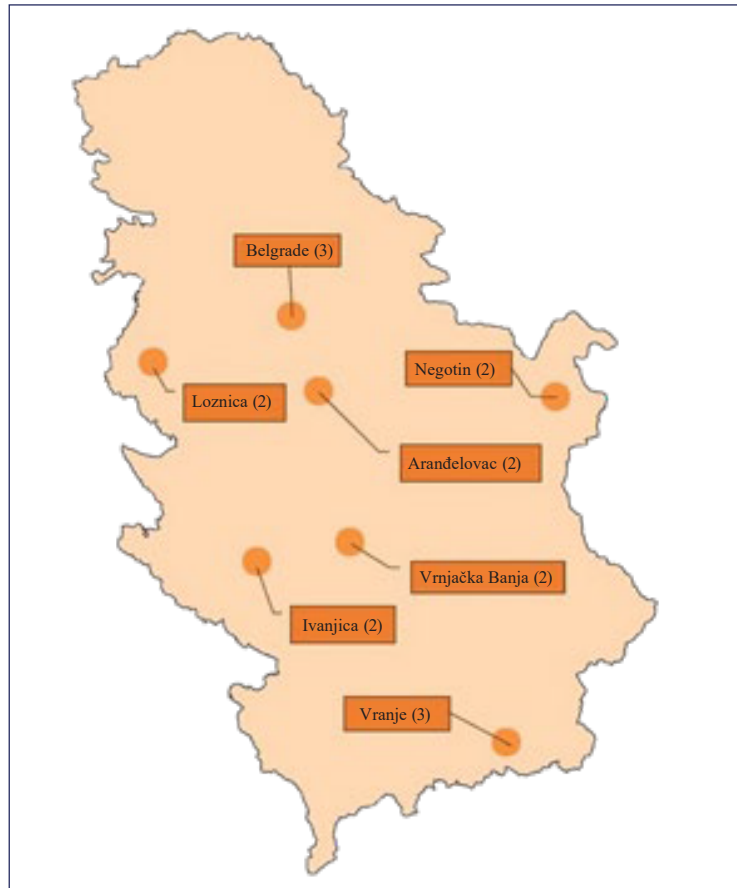 Belgrade (3)
Negotin (2)
Loznica (2)
Aranđelovac (2)
Vrnjačka Banja (2)
Ivanjica (2)
Vranje (3)